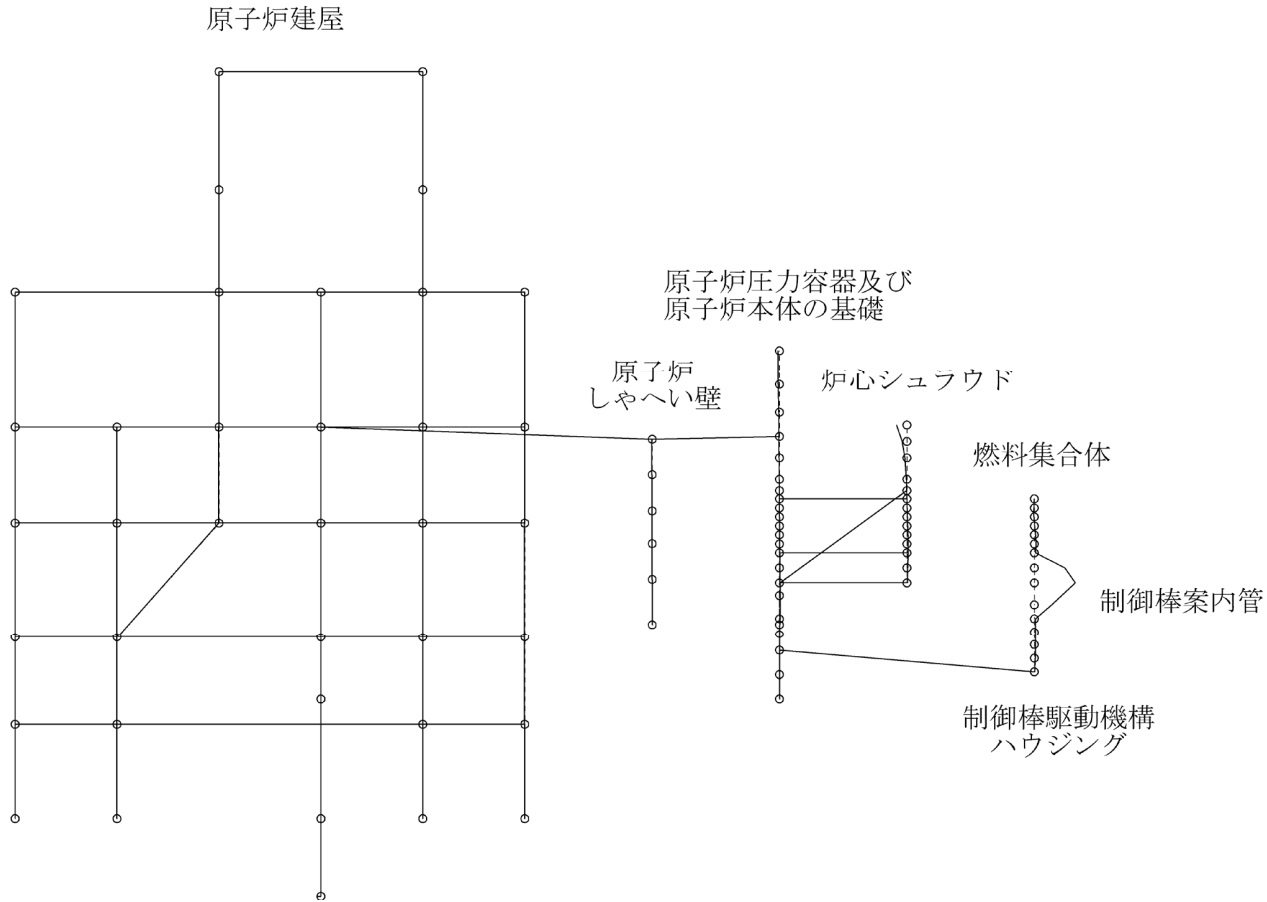 原子炉建屋
原子炉圧力容器及び
原子炉本体の基礎
原子炉
しゃへい壁
炉心シュラウド
燃料集合体
制御棒案内管
制御棒駆動機構
ハウジング